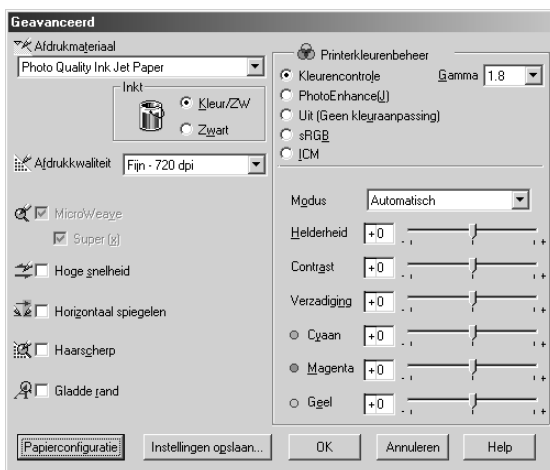 Geavanceerd
Afdrukmateriaal
Photo Quality Ink Jet Paper
Inkt
Kleur/ZW
Zwart
Afdrukkwaliteit Fijn - 720 dpi
MicroWeave
Super (x)
Hoge snelheid
Horizontaal spiegelen
Haarscherp
Gladde rand
Printerkleurenbeheer
Kleurencontrole Gamma 1.8
PhotoEnhance(J)
Uit (Geen kleuraanpassing)
sRGB
ICM
Modus Automatisch
Helderheid +0 - +
Contrast +0 - +
Verzadiging +0 - +
Cyaan +0 - +
Magenta +0 - +
Geel +0 - +
Papierconfiguratie Instellingen opslaan... OK Annuleren Help